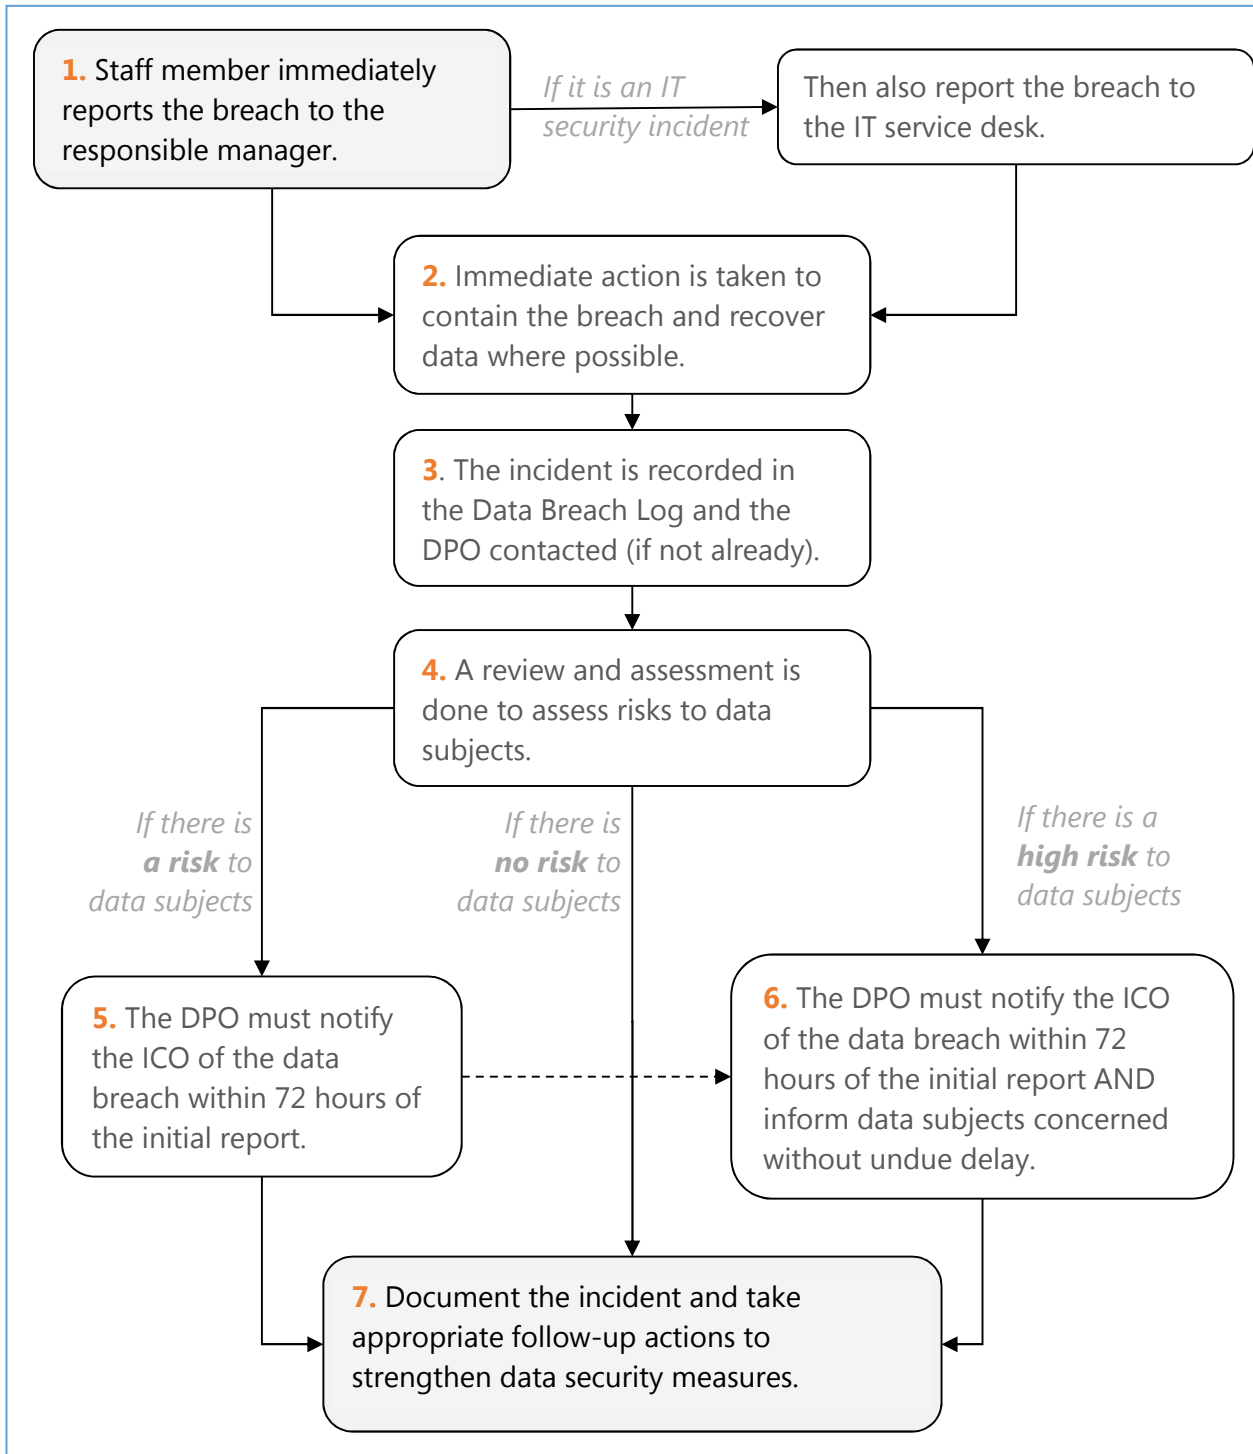 1. Staff member immediately
reports the breach to the
responsible manager.
If it is an IT
security incident
Then also report the breach to
the IT service desk.
2. Immediate action is taken to
contain the breach and recover
data where possible.
3. The incident is recorded in
the Data Breach Log and the
DPO contacted (if not already).
4. A review and assessment is
done to assess risks to data
subjects.
If there is
a risk to
data subjects
If there is
no risk to
data subjects
If there is a
high risk to
data subjects
5. The DPO must notify
the ICO of the data
breach within 72 hours of
the initial report.
6. The DPO must notify the ICO
of the data breach within 72
hours of the initial report AND
inform data subjects concerned
without undue delay.
7. Document the incident and take
appropriate follow-up actions to
strengthen data security measures.